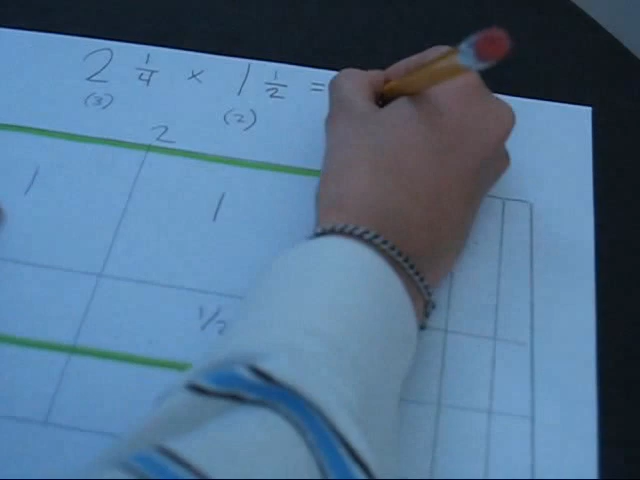 2 1/4 × 1 1/2 =
(3) (2)
2
1 1
1/2